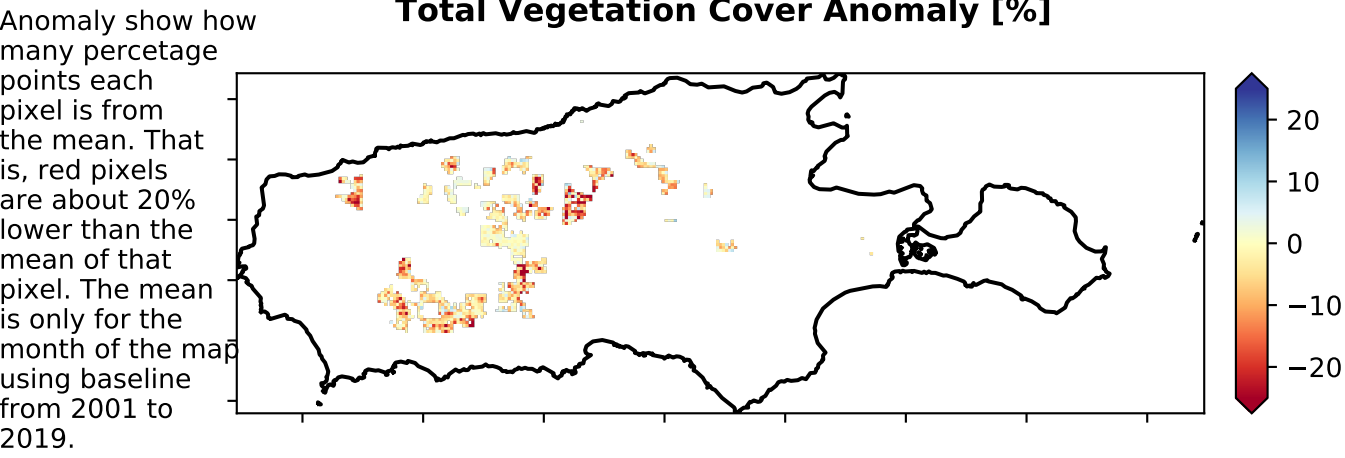 Total Vegetation Cover Anomaly [%]
Anomaly show how
many percetage
points each
pixel is from
the mean. That
is, red pixels
are about 20%
lower than the
mean of that
pixel. The mean
is only for the
month of the map
using baseline
from 2001 to
2019.
20
10
0
−10
−20